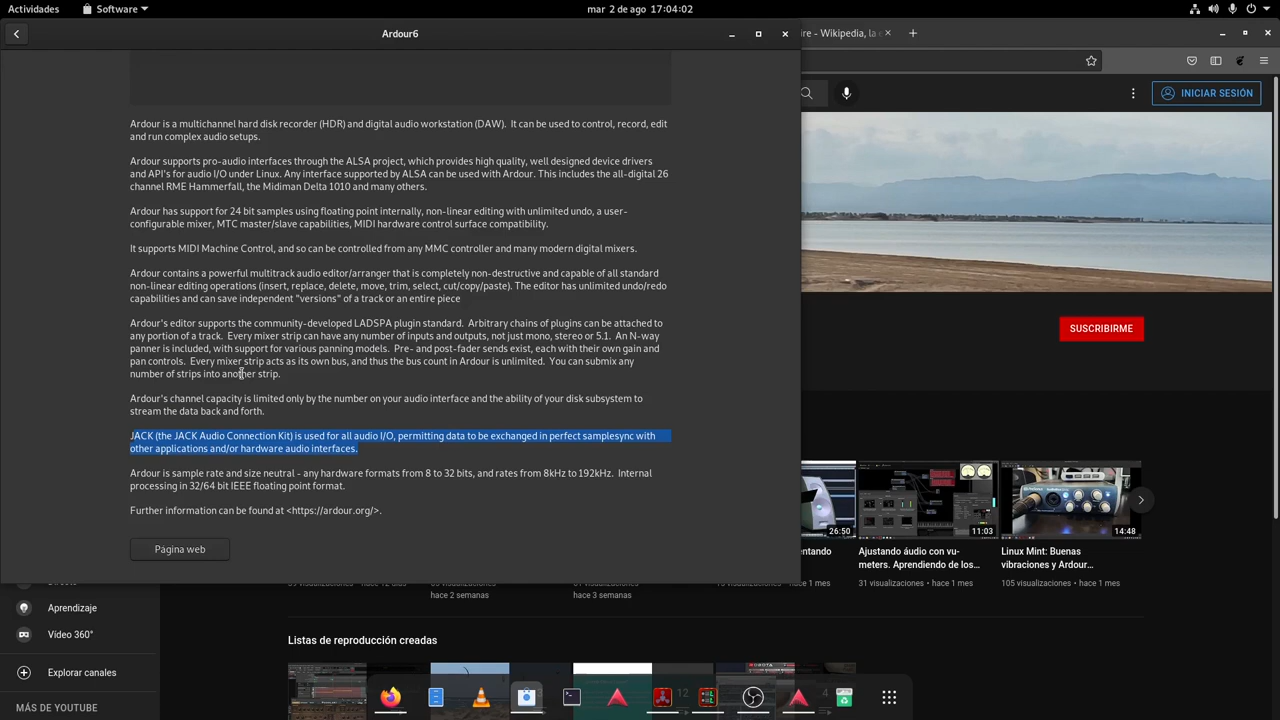 Actividades
Software
mar 2 de ago 17:04:02
Ardour6
ire - Wikipedia, la e
Ardour is a multichannel hard disk recorder (HDR) and digital audio workstation (DAW).  It can be used to control, record, edit
and run complex audio setups.
INICIAR SESIÓN
Ardour supports pro-audio interfaces through the ALSA project, which provides high quality, well designed device drivers
and API's for audio I/O under Linux. Any interface supported by ALSA can be used with Ardour. This includes the all-digital 26
channel RME Hammerfall, the Midiman Delta 1010 and many others.
Ardour has support for 24 bit samples using floating point internally, non-linear editing with unlimited undo, a user-
configurable mixer, MTC master/slave capabilities, MIDI hardware control surface compatibility.
It supports MIDI Machine Control, and so can be controlled from any MMC controller and many modern digital mixers.
Ardour contains a powerful multitrack audio editor/arranger that is completely non-destructive and capable of all standard
non-linear editing operations (insert, replace, delete, move, trim, select, cut/copy/paste). The editor has unlimited undo/redo
capabilities and can save independent "versions" of a track or an entire piece
Ardour's editor supports the community-developed LADSPA plugin standard.  Arbitrary chains of plugins can be attached to
any portion of a track.  Every mixer strip can have any number of inputs and outputs, not just mono, stereo or 5.1.  An N-way
panner is included, with support for various panning models.  Pre- and post-fader sends exist, each with their own gain and
pan controls.  Every mixer strip acts as its own bus, and thus the bus count in Ardour is unlimited.  You can submix any
number of strips into another strip.
SUSCRIBIRME
Ardour's channel capacity is limited only by the number on your audio interface and the ability of your disk subsystem to
stream the data back and forth.
JACK (the JACK Audio Connection Kit) is used for all audio I/O, permitting data to be exchanged in perfect samplesync with
other applications and/or hardware audio interfaces.
Ardour is sample rate and size neutral - any hardware formats from 8 to 32 bits, and rates from 8kHz to 192kHz.  Internal
processing in 32/64 bit IEEE floating point format.
Further information can be found at <https://ardour.org/>.
Página web
26:50
11:03
14:48
entando
Ajustando áudio con vu-
meters. Aprendiendo de los...
31 visualizaciones • hace 1 mes
Linux Mint: Buenas
vibraciones y Ardour...
105 visualizaciones • hace 1 mes
hace 2 semanas
hace 3 semanas
Aprendizaje
Vídeo 360°
Explorar canales
MÁS DE YOUTUBE
Listas de reproducción creadas
12
4